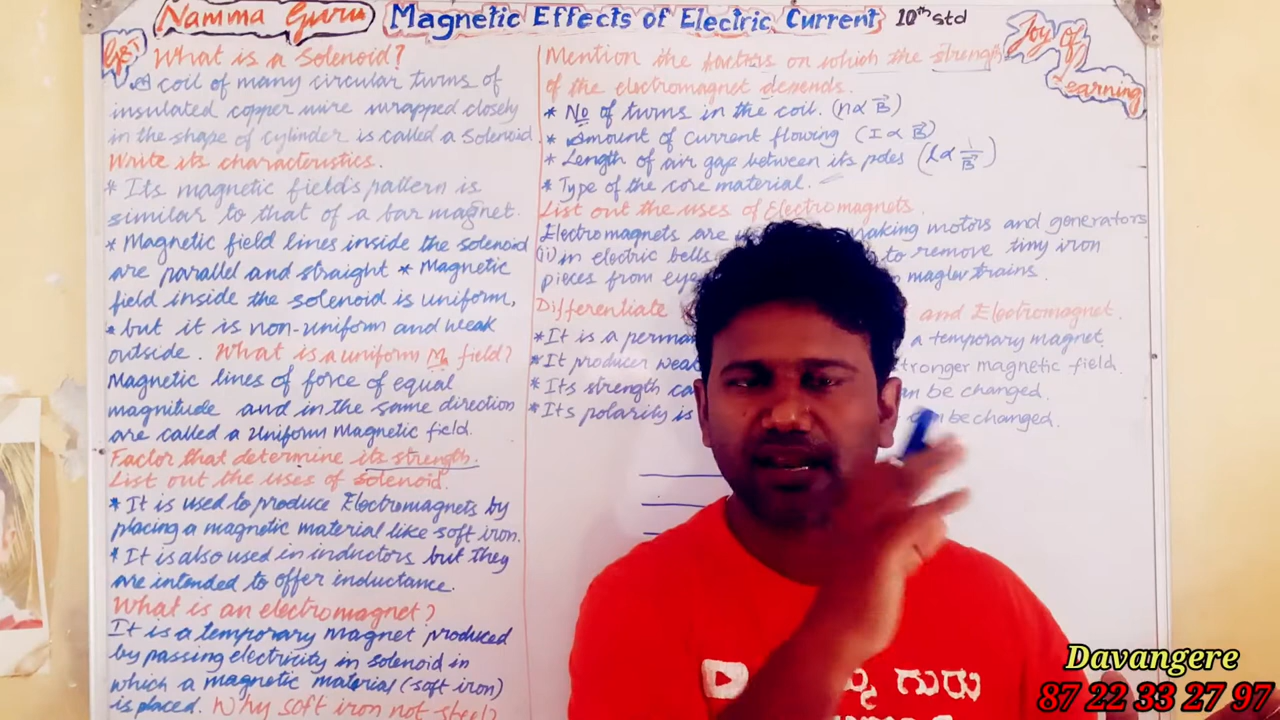 Namma Guru Magnetic Effects of Electric Current 10th std
GRT
Joy of
Learning
What is a Solenoid?
A coil of many circular turns of
insulated copper wire wrapped closely
in the shape of cylinder is called a Solenoid
Write its characteristics.
* Its magnetic field's pattern is
similar to that of a bar magnet.
* Magnetic field lines inside the solenoid
are parallel and straight * Magnetic
field inside the solenoid is uniform,
* but it is non-uniform and weak
outside. What is a uniform Mg field?
Magnetic lines of force of equal
magnitude and in the same direction
are called a Uniform Magnetic field.
Factor that determine its strength.
List out the uses of solenoid.
* It is used to produce Electromagnets by
placing a magnetic material like soft iron.
* It is also used in inductors but they
are intended to offer inductance.
What is an electromagnet?
It is a temporary magnet produced
by passing electricity in solenoid in
which a magnetic material (soft iron)
is placed. Why soft iron not steel?
Mention the factors on which the strength
of the electromagnet depends.
* No of turns in the coil. (n∝B⃗)
* Amount of current flowing (I∝B⃗)
* Length of air gap between its poles (l∝1/B⃗)
* Type of the core material.
List out the uses of Electromagnets.
Electromagnets are making motors and generators
(ii) in electric bells to remove tiny iron
pieces from eye maglev trains.
Differentiate and Electromagnet.
* It is a perma a temporary magnet
* It producer weak stronger magnetic field.
* Its strength ca can be changed.
* Its polarity is can be changed.
ಗುರು
Davangere
87 22 33 27 97